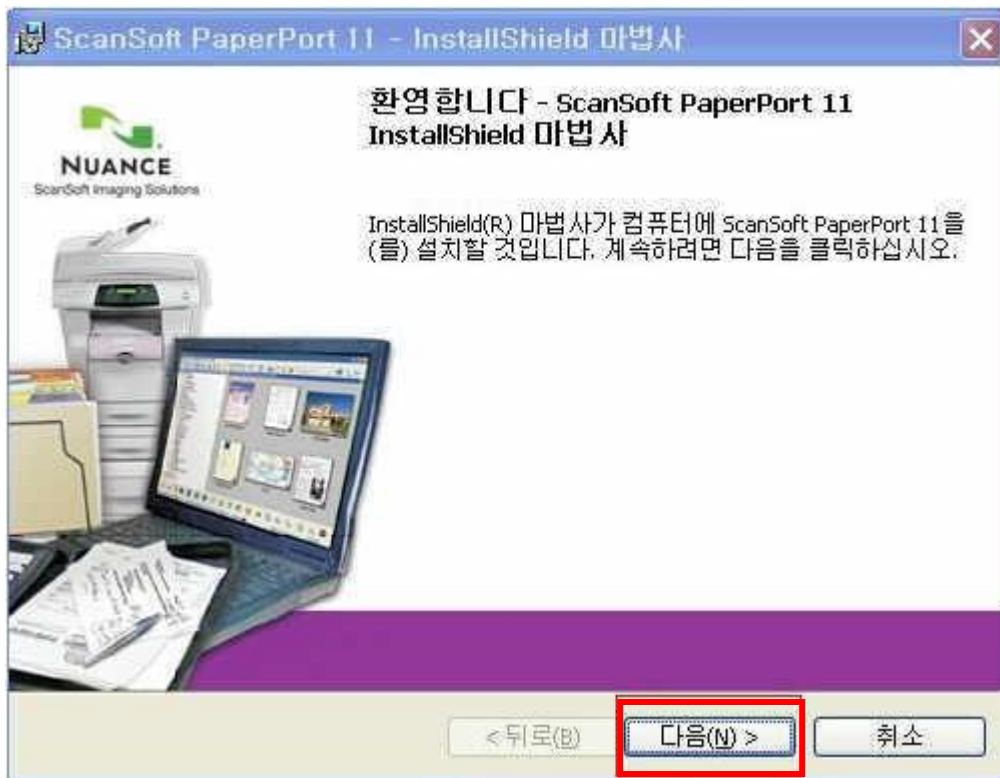 ScanSoft PaperPort 11 - InstallShield 마법사
환영합니다 - ScanSoft PaperPort 11
InstallShield 마법사
NUANCE
ScanSoft Imaging Solutions
InstallShield(R) 마법사가 컴퓨터에 ScanSoft PaperPort 11을
(를) 설치할 것입니다. 계속하려면 다음을 클릭하십시오.
< 뒤로(B)
다음(N) >
취소